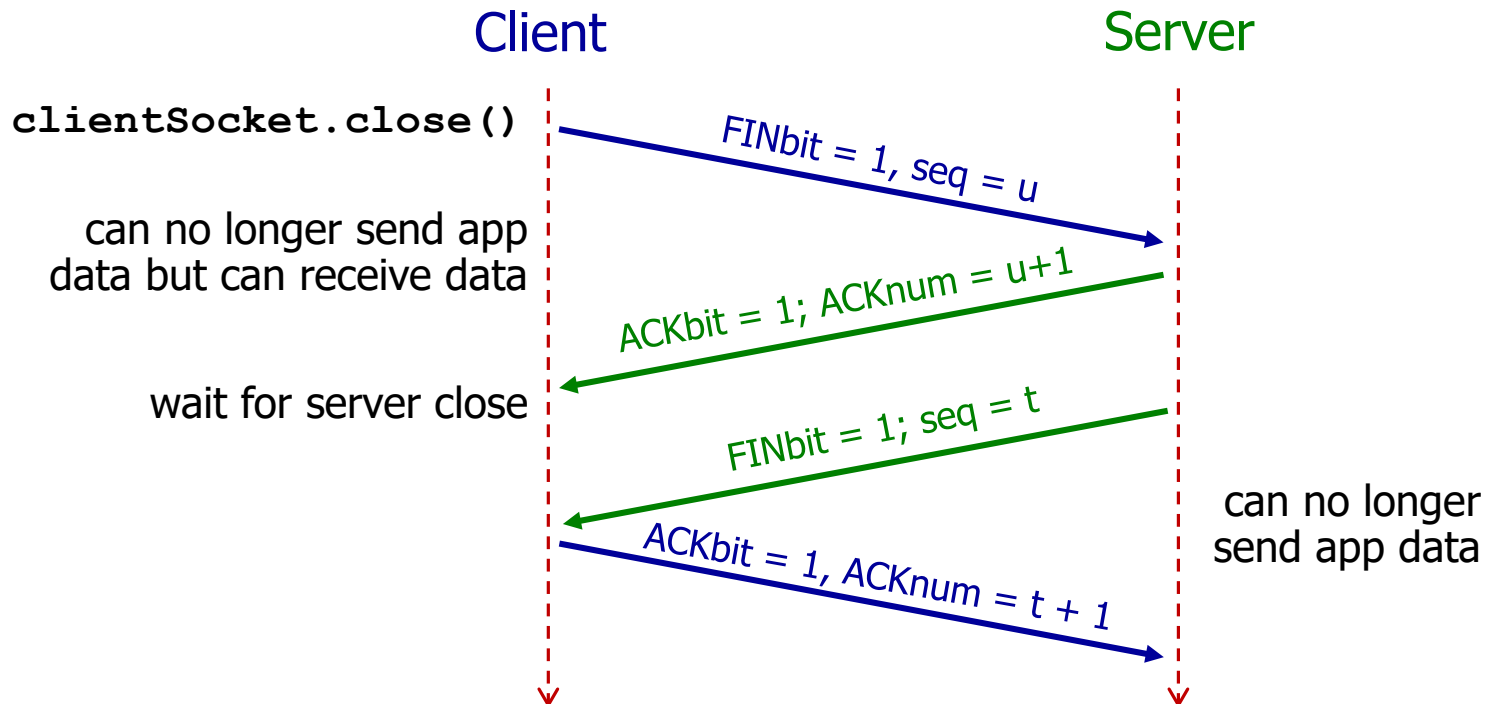 Client
Server
clientSocket.close()
FINbit = 1, seq = u
can no longer send app
data but can receive data
ACKbit = 1; ACKnum = u+1
wait for server close
FINbit = 1; seq = t
can no longer
send app data
ACKbit = 1, ACKnum = t + 1